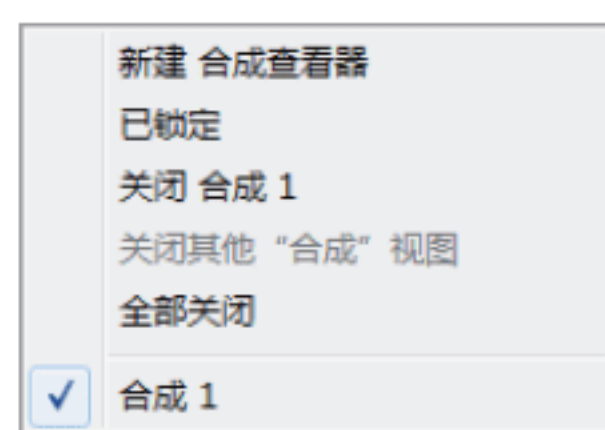 新建 合成查看器
已锁定
关闭 合成 1
关闭其他“合成”视图
全部关闭
合成 1